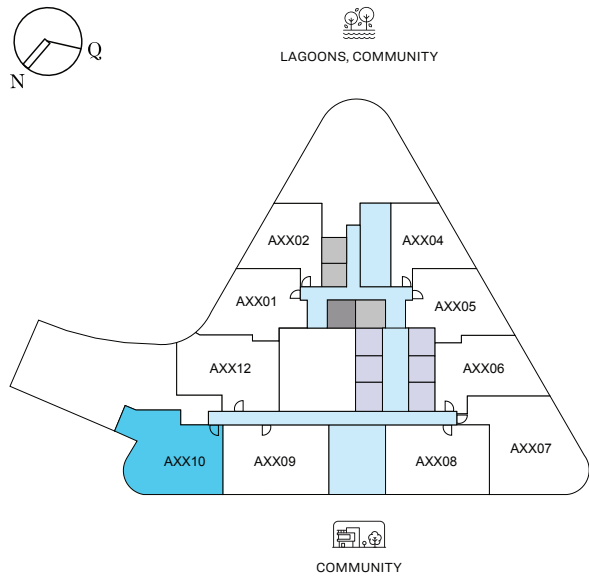 Q
N
LAGOONS, COMMUNITY
AXX02
AXX04
AXX01
AXX05
AXX12
AXX06
AXX10
AXX09
AXX08
AXX07
COMMUNITY